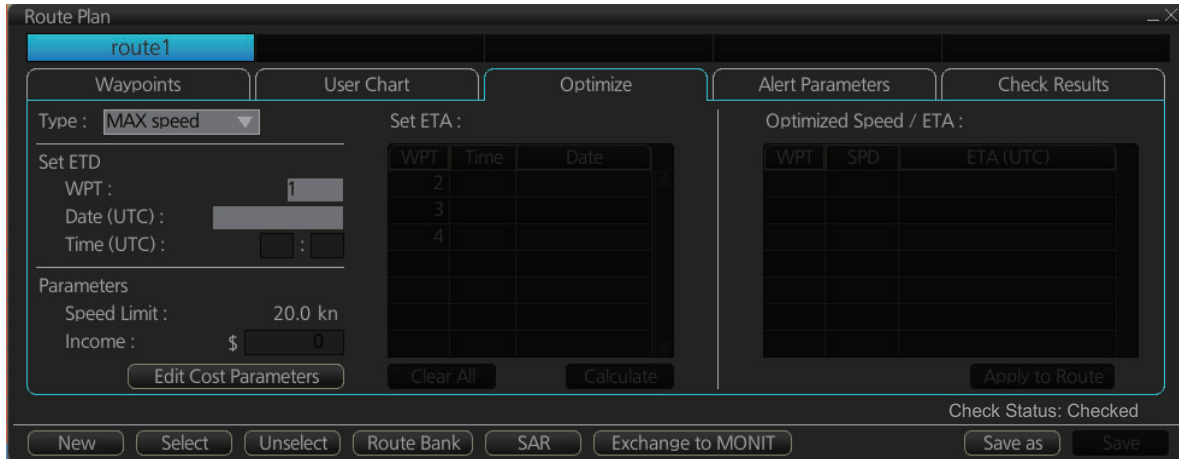 Route Plan
route1
Waypoints User Chart Optimize Alert Parameters Check Results
Type : MAX speed Set ETA : Optimized Speed / ETA :
Set ETD WPT Time Date WPT SPD ETA (UTC)
WPT : 1 2
Date (UTC) : 3
Time (UTC) : : 4
Parameters
Speed Limit : 20.0 kn
Income : $ 0
Edit Cost Parameters Clear All Calculate Apply to Route
Check Status: Checked
New Select Unselect Route Bank SAR Exchange to MONIT Save as Save